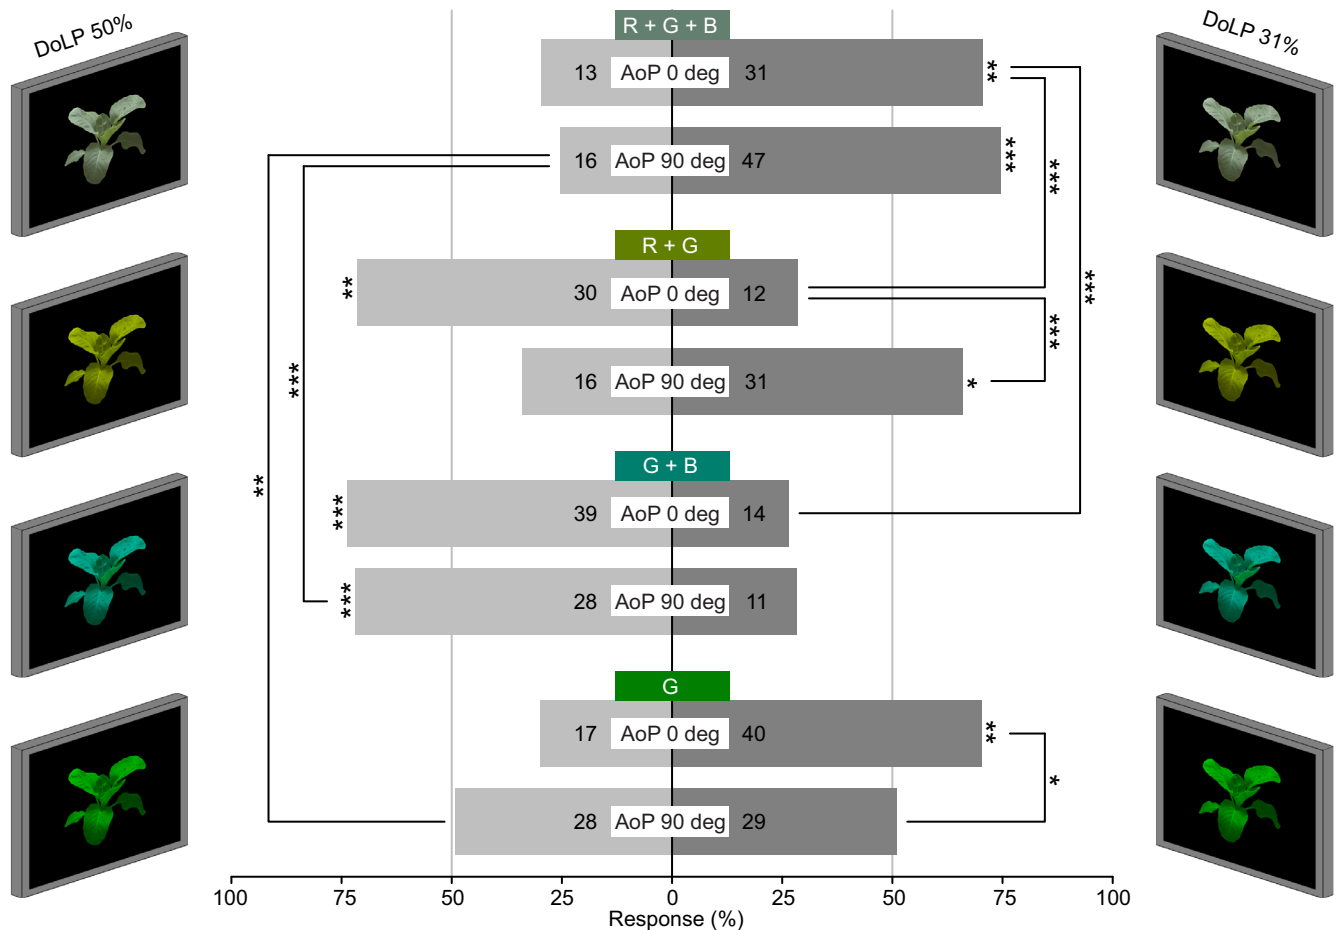 DoLP 50%
DoLP 31%
R + G + B
13 AoP 0 deg 31 **
16 AoP 90 deg 47 ***
***
R + G
** 30 AoP 0 deg 12
***
***
16 AoP 90 deg 31 *
***
**
G + B
*** 39 AoP 0 deg 14
*** 28 AoP 90 deg 11
G
17 AoP 0 deg 40 **
*
28 AoP 90 deg 29
100 75 50 25 0 25 50 75 100
Response (%)